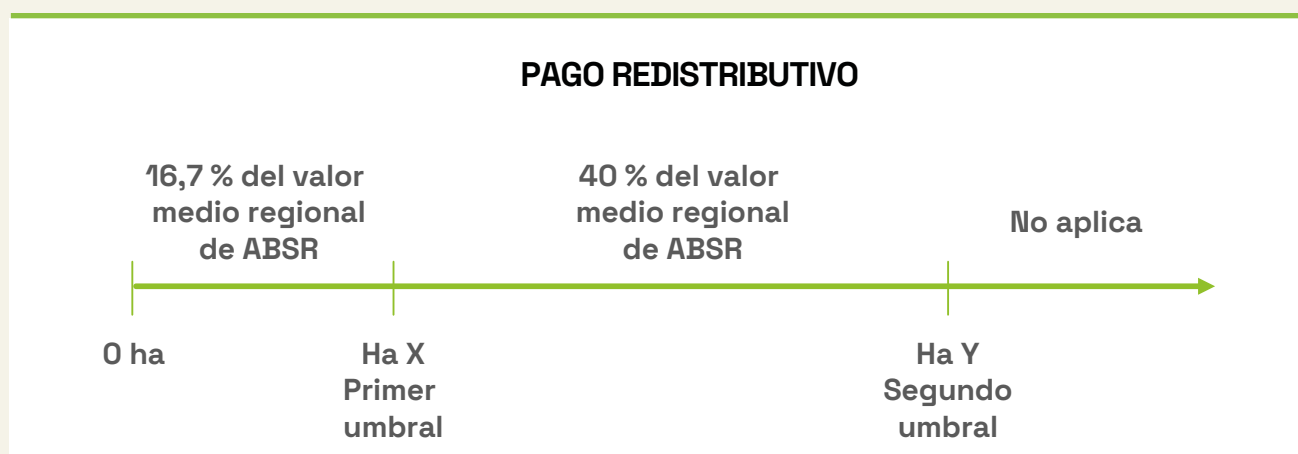 PAGO REDISTRIBUTIVO
16,7 % del valor
medio regional
de ABSR
40 % del valor
medio regional
de ABSR
No aplica
0 ha
Ha X
Primer
umbral
Ha Y
Segundo
umbral